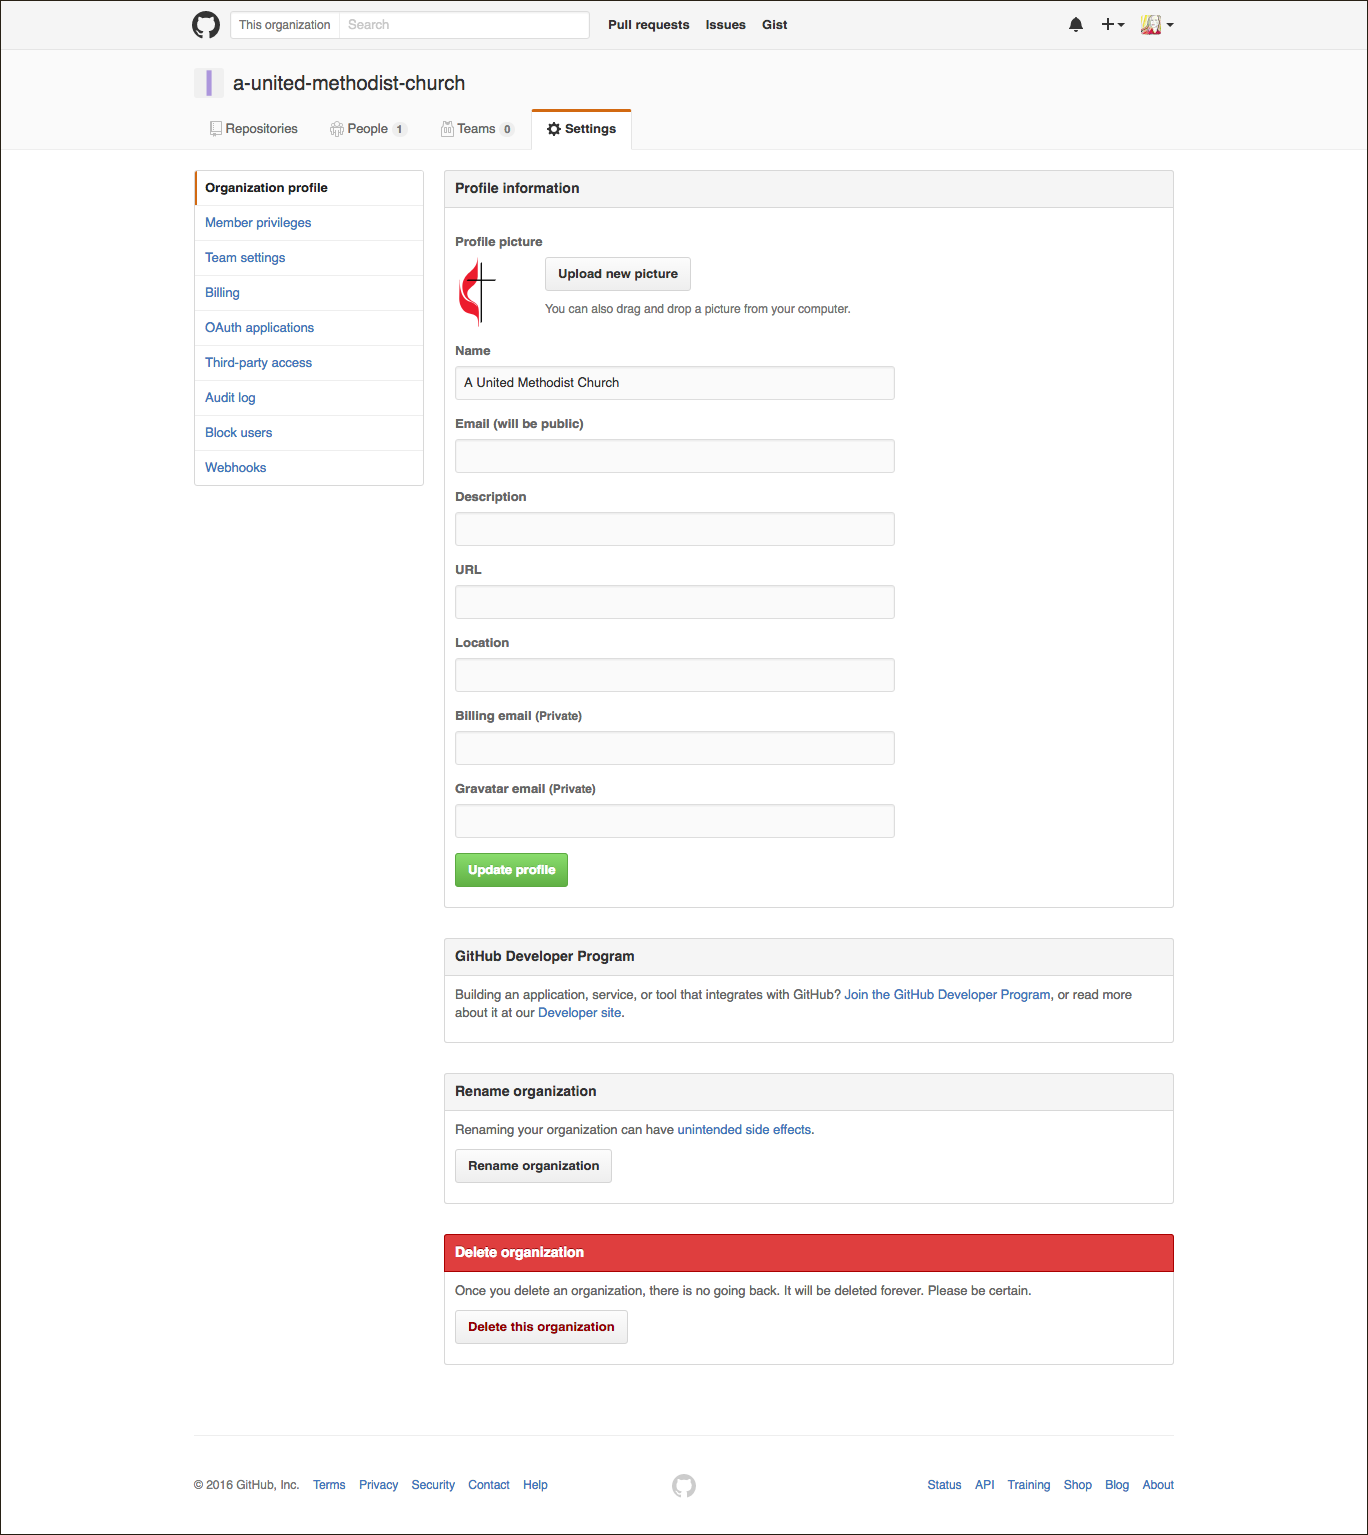 This organization Search Pull requests Issues Gist
a-united-methodist-church
Repositories People 1 Teams 0 Settings
Organization profile
Member privileges
Team settings
Billing
OAuth applications
Third-party access
Audit log
Block users
Webhooks
Profile information
Profile picture
Upload new picture
You can also drag and drop a picture from your computer.
Name
A United Methodist Church
Email (will be public)
Description
URL
Location
Billing email (Private)
Gravatar email (Private)
Update profile
GitHub Developer Program
Building an application, service, or tool that integrates with GitHub? Join the GitHub Developer Program, or read more
about it at our Developer site.
Rename organization
Renaming your organization can have unintended side effects.
Rename organization
Delete organization
Once you delete an organization, there is no going back. It will be deleted forever. Please be certain.
Delete this organization
© 2016 GitHub, Inc. Terms Privacy Security Contact Help Status API Training Shop Blog About